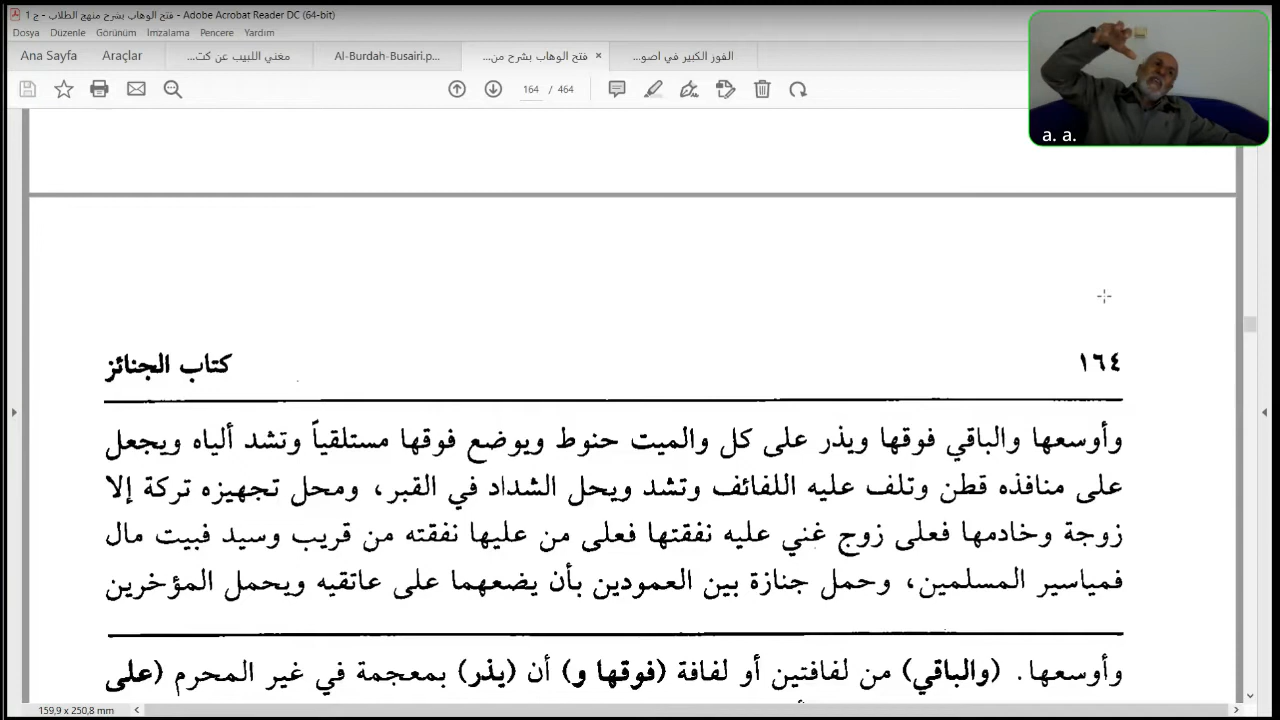 فتح الوهاب بشرح منهج الطلاب - ج 1 - Adobe Acrobat Reader DC (64-bit)
Dosya Düzenle Görünüm İmzalama Pencere Yardım
Ana Sayfa Araçlar مغني اللبيب عن كت... Al-Burdah-Busairi.p... فتح الوهاب بشرح من... × الفوز الكبير في اصو...
164 / 464
a. a.
١٦٤ كتاب الجنائز
وأوسعها والباقي فوقها ويذر على كل والميت حنوط ويوضع فوقها مستلقياً وتشد ألياه ويجعل
على منافذه قطن وتلف عليه اللفائف وتشد ويحل الشداد في القبر، ومحل تجهيزه تركة إلا
زوجة وخادمها فعلى زوج غني عليه نفقتها فعلى من عليها نفقته من قريب وسيد فبيت مال
فمياسير المسلمين، وحمل جنازة بين العمودين بأن يضعهما على عاتقيه ويحمل المؤخرين
وأوسعها. (والباقي) من لفافتين أو لفافة (فوقها و) أن (يذر) بمعجمة في غير المحرم (على
159,9 x 250,8 mm